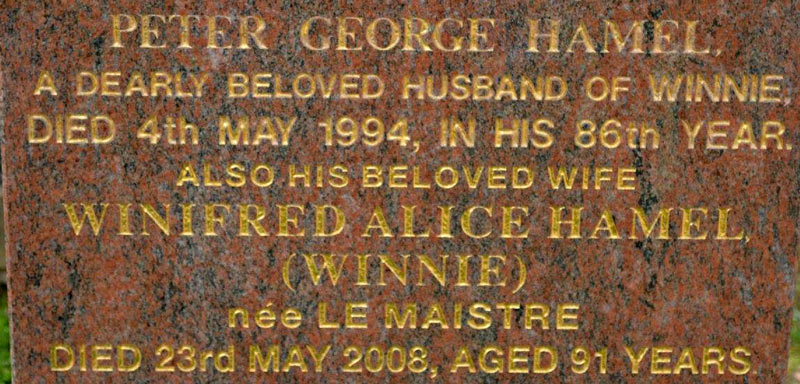 PETER GEORGE HAMEL,
A DEARLY BELOVED HUSBAND OF WINNIE,
DIED 4th MAY 1994, IN HIS 86th YEAR.
ALSO HIS BELOVED WIFE
WINIFRED ALICE HAMEL,
(WINNIE)
née LE MAISTRE
DIED 23rd MAY 2008, AGED 91 YEARS.